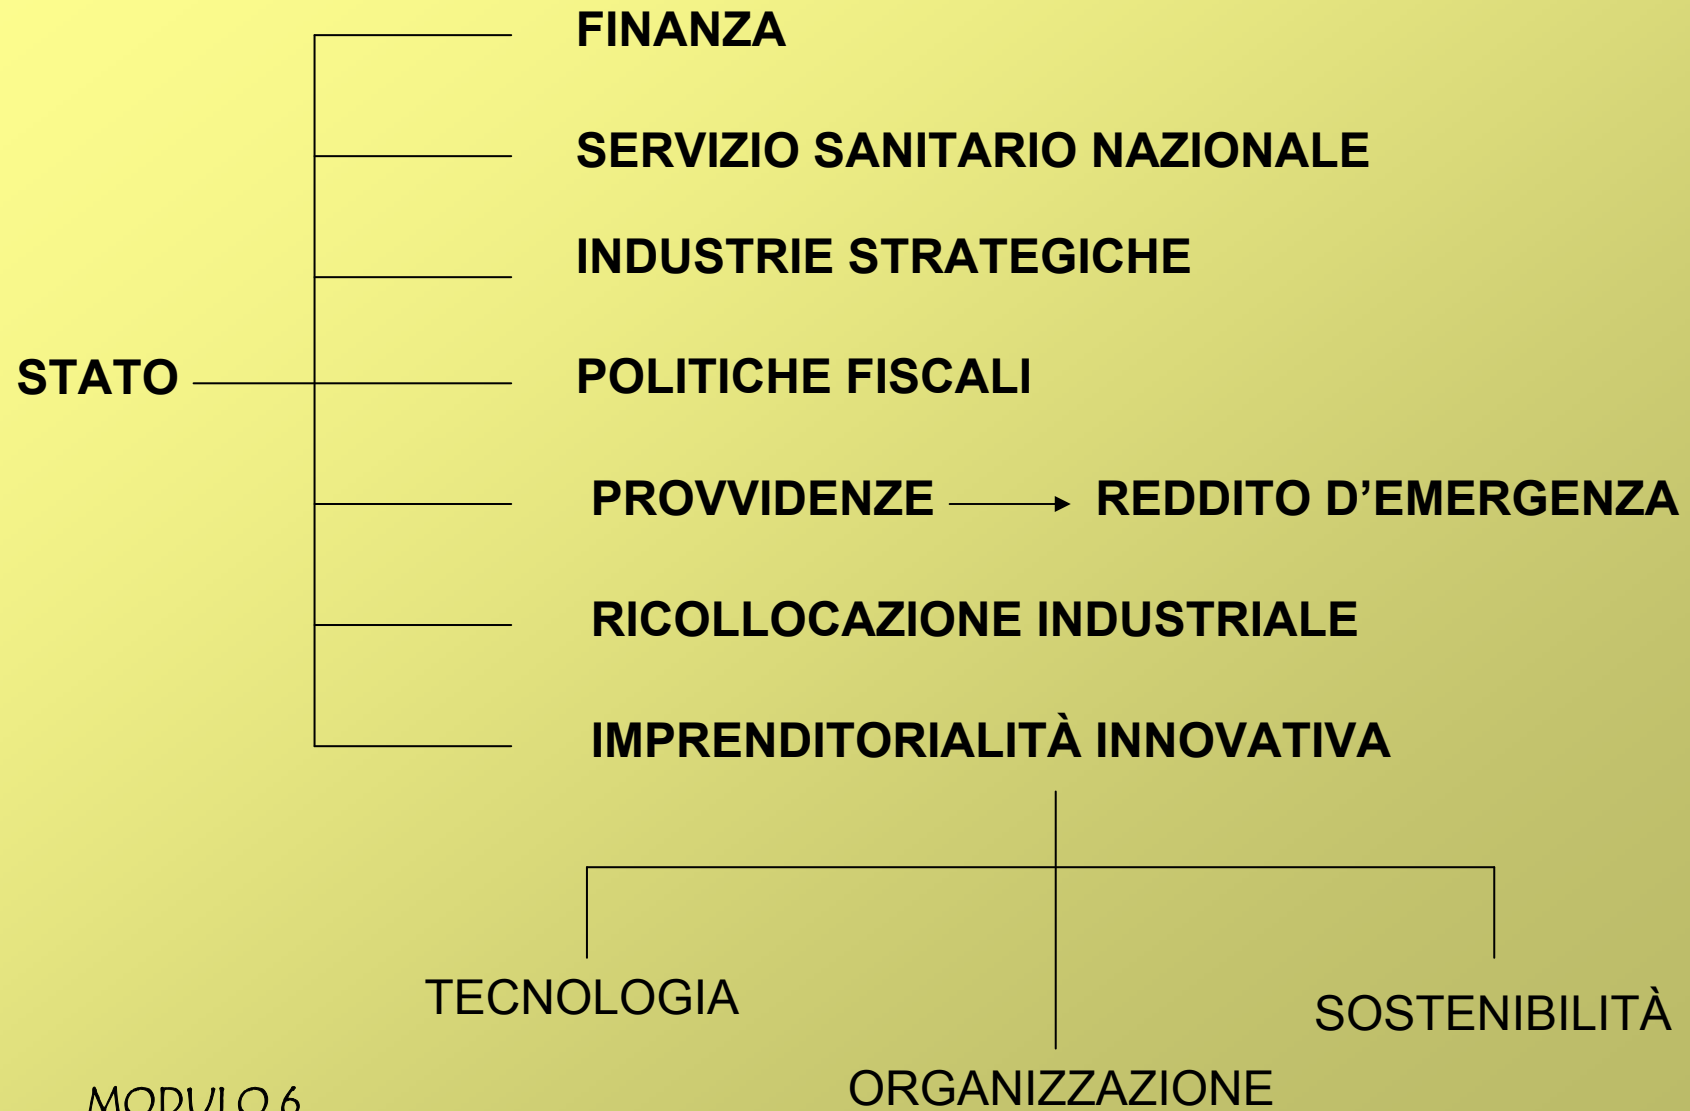 FINANZA
SERVIZIO SANITARIO NAZIONALE
INDUSTRIE STRATEGICHE
STATO
POLITICHE FISCALI
PROVVIDENZE
REDDITO D’EMERGENZA
RICOLLOCAZIONE INDUSTRIALE
IMPRENDITORIALITÀ INNOVATIVA
TECNOLOGIA
SOSTENIBILITÀ
ORGANIZZAZIONE
MODULO 6